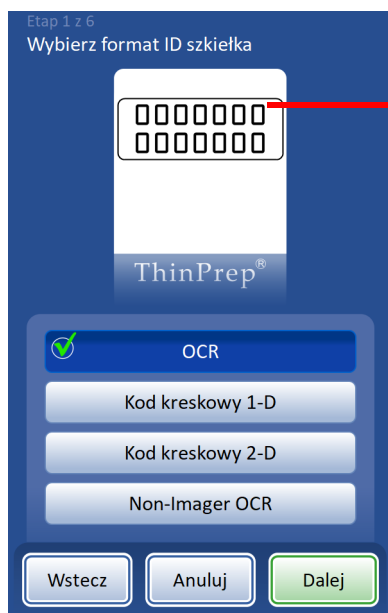 Etap 1 z 6
Wybierz format ID szkiełka
0000000
0000000
ThinPrep®
OCR
Kod kreskowy 1-D
Kod kreskowy 2-D
Non-Imager OCR
Wstecz Anuluj Dalej